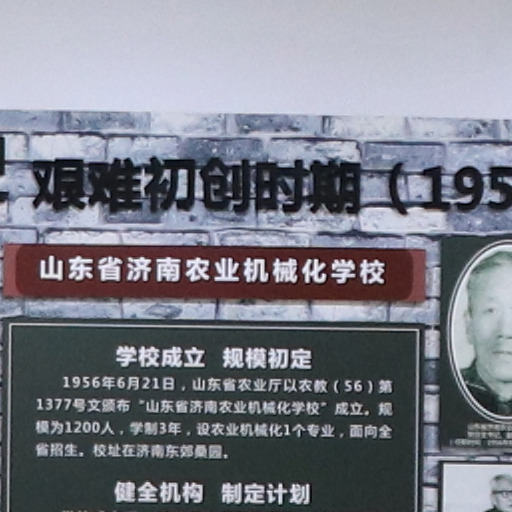 艰难初创时期（195
山东省济南农业机械化学校
学校成立 规模初定
1956年6月21日，山东省农业厅以农教（56）第
1377号文颁布“山东省济南农业机械化学校”成立。规
模为1200人，学制3年，设农业机械化1个专业，面向全
省招生。校址在济南东郊桑园。
健全机构 制定计划